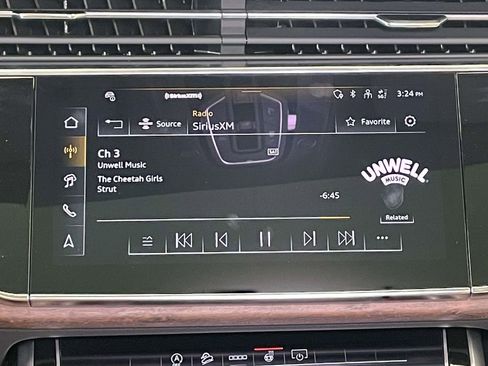 SiriusXM
3:24 PM
Radio
Source
SiriusXM
Favorite
Ch 3
Unwell Music
The Cheetah Girls
Strut
-6:45
UNWELL
MUSIC
Related